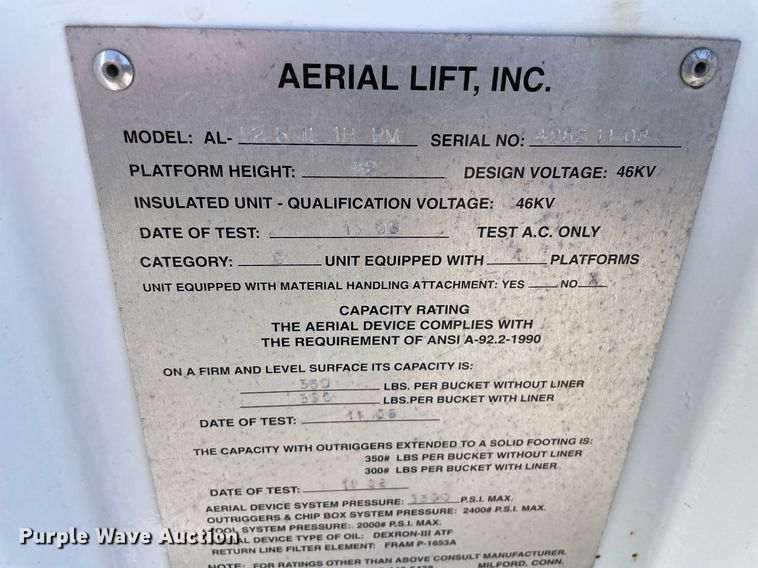 AERIAL LIFT, INC.
MODEL: AL- SERIAL NO:
PLATFORM HEIGHT: 52 DESIGN VOLTAGE: 46KV
INSULATED UNIT - QUALIFICATION VOLTAGE: 46KV
DATE OF TEST: TEST A.C. ONLY
CATEGORY: UNIT EQUIPPED WITH PLATFORMS
UNIT EQUIPPED WITH MATERIAL HANDLING ATTACHMENT: YES NO X
CAPACITY RATING
THE AERIAL DEVICE COMPLIES WITH
THE REQUIREMENT OF ANSI A-92.2-1990
ON A FIRM AND LEVEL SURFACE ITS CAPACITY IS:
350 LBS. PER BUCKET WITHOUT LINER
LBS.PER BUCKET WITH LINER
DATE OF TEST: 11 08
THE CAPACITY WITH OUTRIGGERS EXTENDED TO A SOLID FOOTING IS:
350# LBS PER BUCKET WITHOUT LINER
300# LBS PER BUCKET WITH LINER
DATE OF TEST:
AERIAL DEVICE SYSTEM PRESSURE: P.S.I. MAX.
OUTRIGGERS & CHIP BOX SYSTEM PRESSURE: 2400# P.S.I. MAX.
SYSTEM PRESSURE: 2000# P.S.I. MAX.
DEVICE TYPE OF OIL: DEXRON-III ATF
RETURN LINE FILTER ELEMENT: FRAM P-1653A
NOTE: FOR RATINGS OTHER THAN ABOVE CONSULT MANUFACTURER.
MILFORD, CONN.
Purple Wave Auction